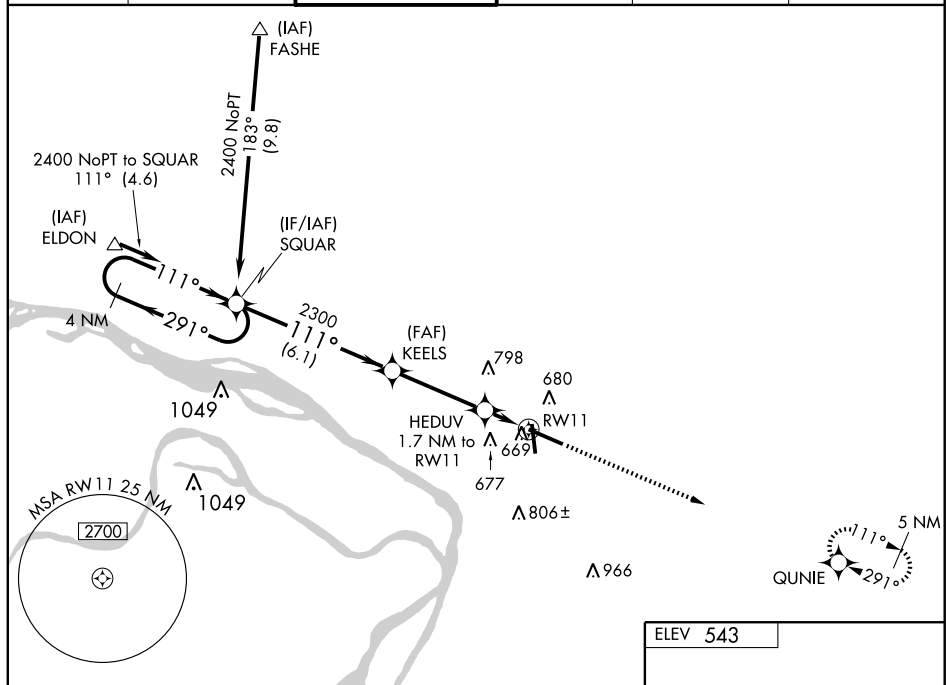 (IAF)
FASHE
2400 NoPT
183°
(9.8)
2400 NoPT to SQUAR
111° (4.6)
(IAF)
ELDON
(IF/IAF)
SQUAR
111°
291°
4 NM
2300
111°
(6.1)
(FAF)
KEELS
798
680
HEDUV
1.7 NM to
RW11
RW11
669
677
1049
1049
806±
966
MSA RW11 25 NM
2700
5 NM
111°
291°
QUNIE
ELEV 543